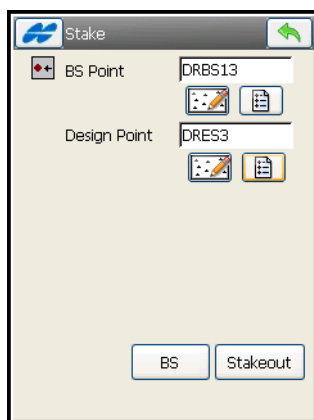 Stake
BS Point DRBS13
Design Point DRES3
BS Stakeout